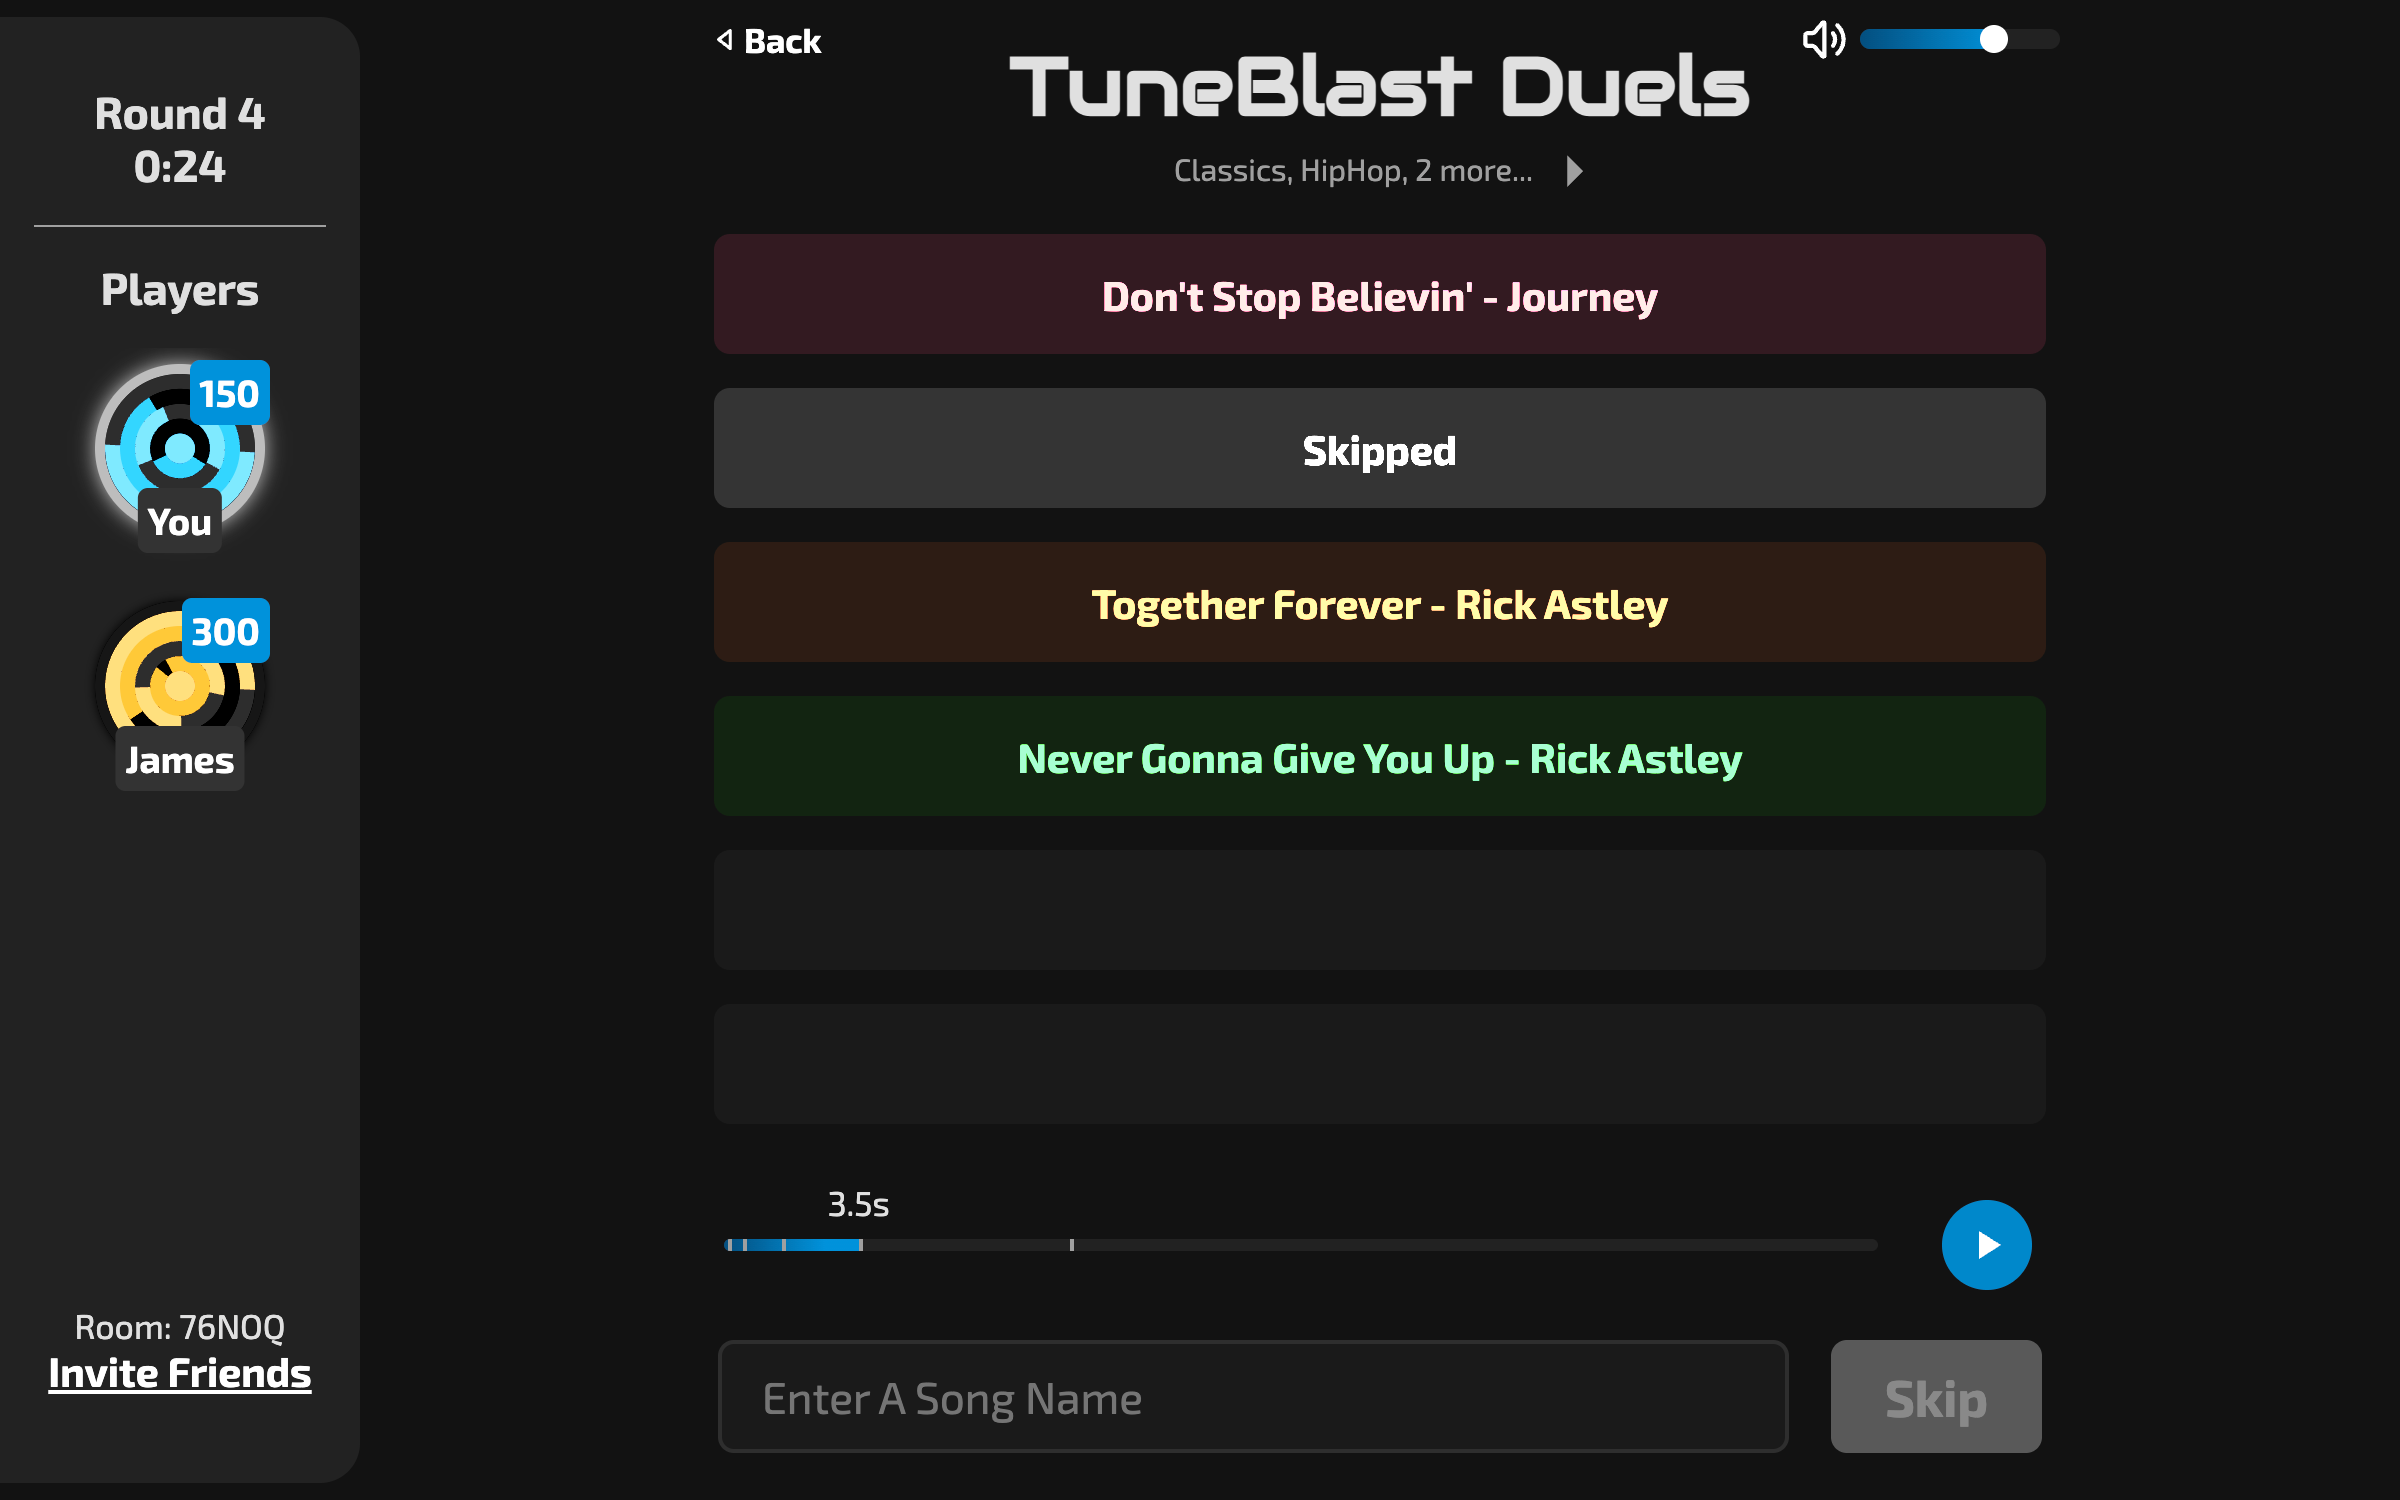 Round 4
0:24
Players
150
You
300
James
Room: 76NOQ
Invite Friends
Back
TuneBlast Duels
Classics, HipHop, 2 more...
Don't Stop Believin' - Journey
Skipped
Together Forever - Rick Astley
Never Gonna Give You Up - Rick Astley
3.5s
Enter A Song Name
Skip